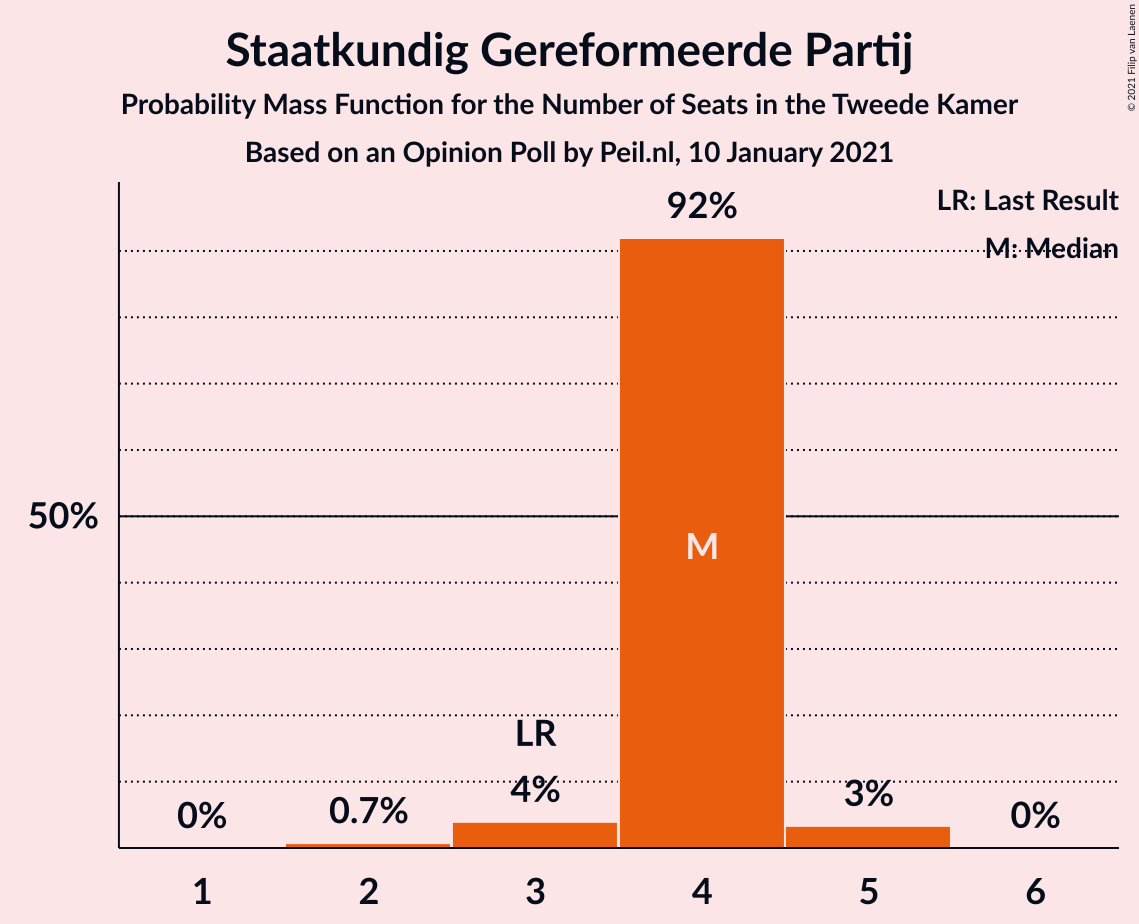 Staatkundig Gereformeerde Partij
Probability Mass Function for the Number of Seats in the Tweede Kamer
Based on an Opinion Poll by Peil.nl, 10 January 2021
© 2021 Filip van Laenen
LR: Last Result
M: Median
92%
50%
M
LR
4%
3%
0.7%
0%
0%
1 2 3 4 5 6